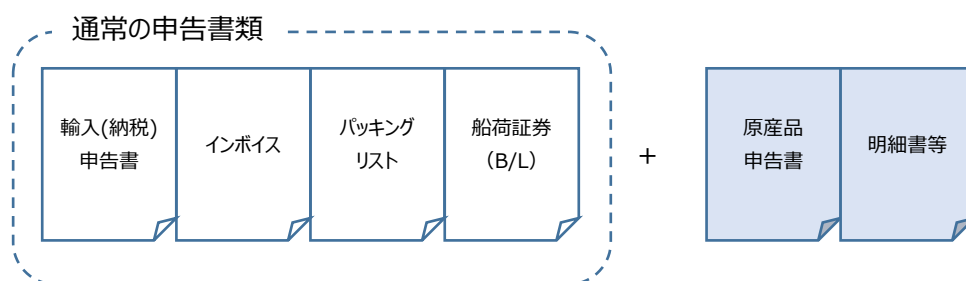 通常の申告書類
輸入(納税)
申告書
インボイス
パッキング
リスト
船荷証券
（B/L）
+
原産品
申告書
明細書等